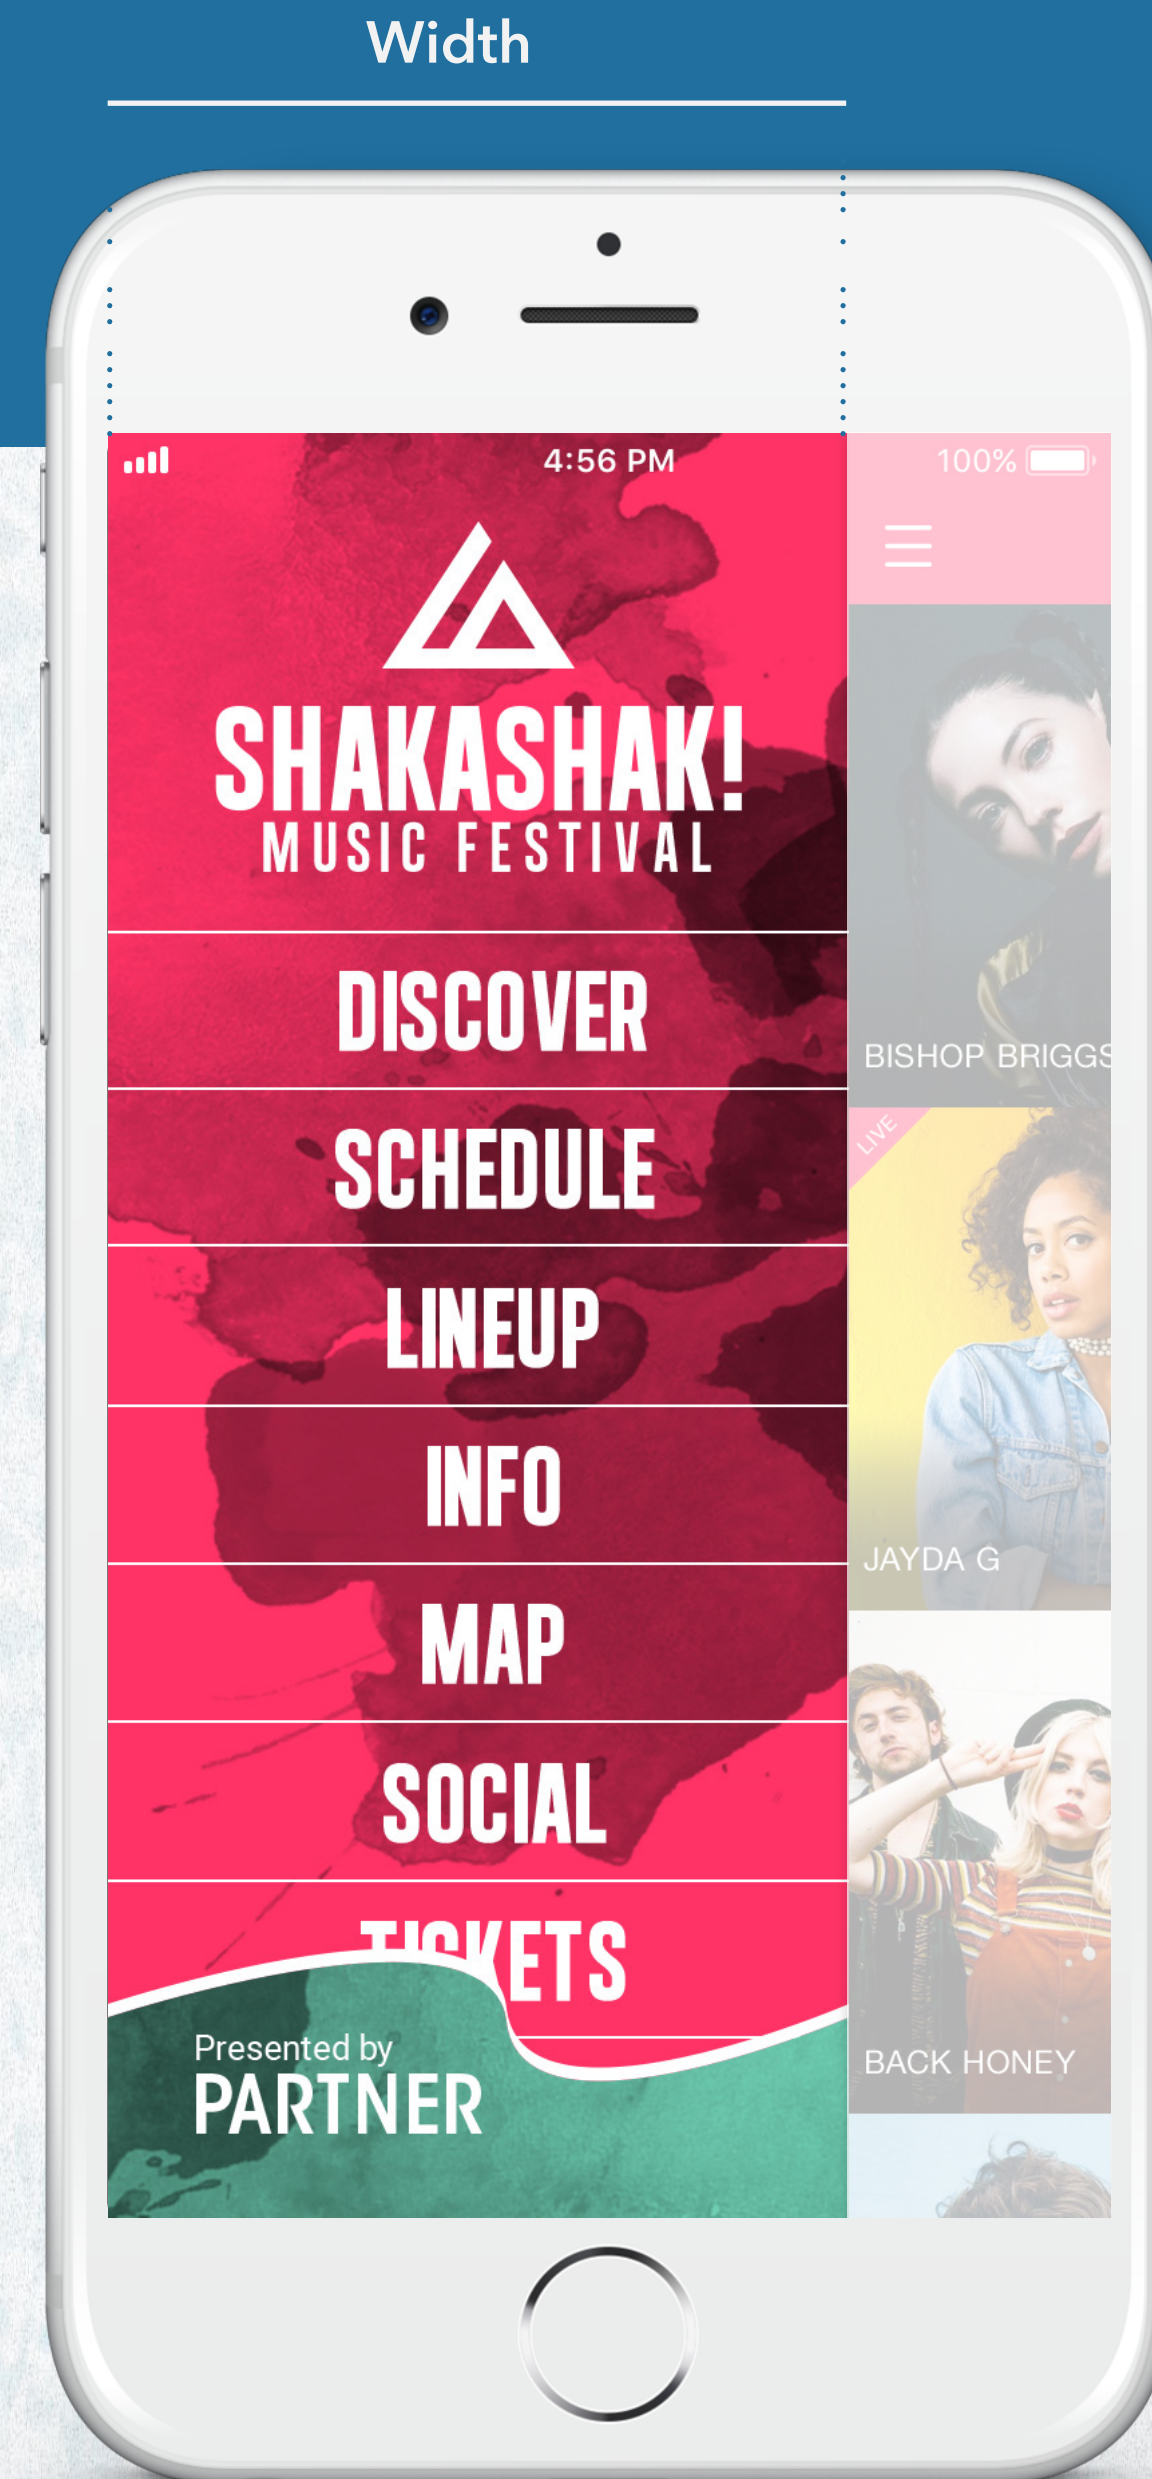 Width
4:56 PM
100%
SHAKASHAK!
MUSIC FESTIVAL
DISCOVER
SCHEDULE
LINEUP
INFO
MAP
SOCIAL
TICKETS
Presented by
PARTNER
BISHOP BRIGGS
LIVE
JAYDA G
BACK HONEY